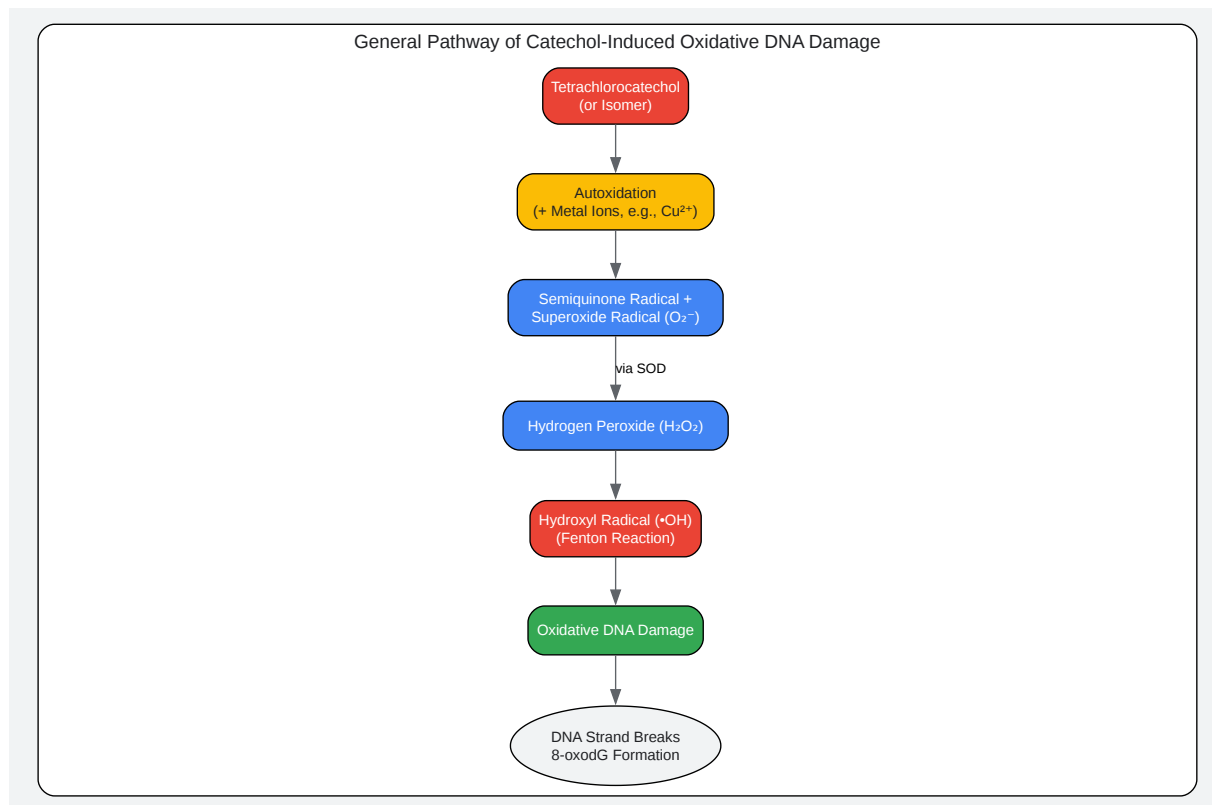 General Pathway of Catechol-Induced Oxidative DNA Damage
Tetrachlorocatechol
(or Isomer)
Autoxidation
(+ Metal Ions, e.g., Cu²⁺)
Semiquinone Radical +
Superoxide Radical (O₂⁻)
via SOD
Hydrogen Peroxide (H₂O₂)
Hydroxyl Radical (•OH)
(Fenton Reaction)
Oxidative DNA Damage
DNA Strand Breaks
8-oxodG Formation